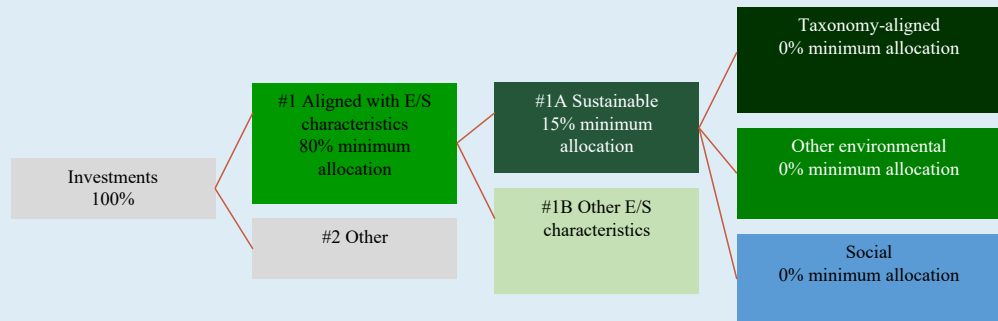 Investments
100%
#1 Aligned with E/S
characteristics
80% minimum
allocation
#2 Other
#1A Sustainable
15% minimum
allocation
#1B Other E/S
characteristics
Taxonomy-aligned
0% minimum allocation
Other environmental
0% minimum allocation
Social
0% minimum allocation